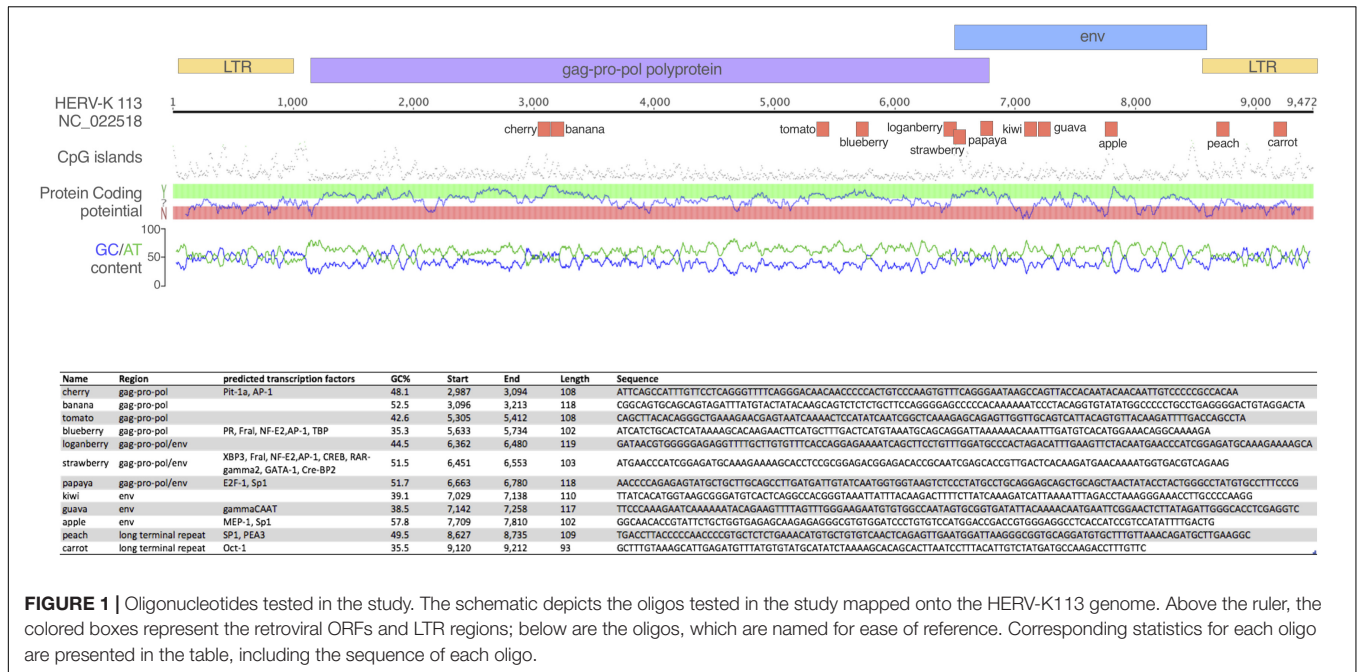 env
LTR
gag-pro-pol polyprotein
LTR
HERV-K 113
NC_022518
1 1,000 2,000 3,000 4,000 5,000 6,000 7,000 8,000 9,000 9,472
cherry banana tomato blueberry loganberry strawberry papaya kiwi guava apple peach carrot
CpG islands
Protein Coding
poteintial
Y
?
N
GC/AT
content
100
50
0
Name Region predicted transcription factors GC% Start End Length Sequence
cherry gag-pro-pol Pit-1a, AP-1 48.1 2,987 3,094 108 ATTCAGCCATTTGTTCCTCAGGGTTTTCAGGGACAACAACCCCCACTGTCCCAAGTGTTTCAGGGAATAAGCCAGTTACCACAATACAACAATTGTCCCCCGCCACAA
banana gag-pro-pol 52.5 3,096 3,213 118 CGGCAGTGCAGCAGTAGATTTATGTACTATACAAGCAGTCTCTCTGCTTCCAGGGGAGCCCCCACAAAAAATCCCTACAGGTGTATATGGCCCCCTGCCTGAGGGGACTGTAGGACTA
tomato gag-pro-pol 42.6 5,305 5,412 108 CAGCTTACACAGGGCTGAAAGAACGAGTAATCAAAACTCCATATCAATCGGCTCAAAGAGCAGAGTTGGTTGCAGTCATTACAGTGTTACAAGATTTTGACCAGCCTA
blueberry gag-pro-pol PR, Fral, NF-E2,AP-1, TBP 35.3 5,633 5,734 102 ATCATCTGCACTCATAAAAGCACAAGAACTTCATGCTTTGACTCATGTAAATGCAGCAGGATTAAAAAACAAATTTGATGTCACATGGAAACAGGCAAAAGA
loganberry gag-pro-pol/env 44.5 6,362 6,480 119 GATAACGTGGGGGAGAGGTTTTGCTTGTGTTTCACCAGGAGAAAATCAGCTTCCTGTTTGGATGCCCACTAGACATTTGAAGTTCTACAATGAACCCATCGGAGATGCAAAGAAAAGCA
strawberry gag-pro-pol/env XBP3, Fral, NF-E2,AP-1, CREB, RAR-
gamma2, GATA-1, Cre-BP2 51.5 6,451 6,553 103 ATGAACCCATCGGAGATGCAAAGAAAAGCACCTCCGCGGAGACGGAGACACCGCAATCGAGCACCGTTGACTCACAAGATGAACAAAATGGTGACGTCAGAAG
papaya gag-pro-pol/env E2F-1, Sp1 51.7 6,663 6,780 118 AACCCCAGAGAGTATGCTGCTTGCAGCCTTGATGATTGTATCAATGGTGGTAAGTCTCCCTATGCCTGCAGGAGCAGCTGCAGCTAACTATACCTACTGGGCCTATGTGCCTTTCCCG
kiwi env 39.1 7,029 7,138 110 TTATCACATGGTAAGCGGGATGTCACTCAGGCCACGGGTAAATTATTTACAAGACTTTTCTTATCAAAGATCATTAAAATTTAGACCTAAAGGGAAACCTTGCCCCAAGG
guava env gammaCAAT 38.5 7,142 7,258 117 TTCCCAAAGAATCAAAAAATACAGAAGTTTTAGTTTGGGAAGAATGTGTGGCCAATAGTGCGGTGATATTACAAAACAATGAATTCGGAACTCTTATAGATTGGGCACCTCGAGGTC
apple env MEP-1, Sp1 57.8 7,709 7,810 102 GGCAACACCGTATTCTGCTGGTGGAGAGCAAGAGAGGGCGTGTGGATCCCTGTGTCCATGGACCGACCGTGGGAGGCCTCACCATCCGTCCATATTTTGACTG
peach long terminal repeat SP1, PEA3 49.5 8,627 8,735 109 TGACCTTACCCCCAACCCCGTGCTCTCTGAAACATGTGCTGTGTCAACTCAGAGTTGAATGGATTAAGGGCGGTGCAGGATGTGCTTTGTTAAACAGATGCTTGAAGGC
carrot long terminal repeat Oct-1 35.5 9,120 9,212 93 GCTTTGTAAAGCATTGAGATGTTTATGTGTATGCATATCTAAAAGCACAGCACTTAATCCTTTACATTGTCTATGATGCCAAGACCTTTGTTC
FIGURE 1 | Oligonucleotides tested in the study. The schematic depicts the oligos tested in the study mapped onto the HERV-K113 genome. Above the ruler, the
colored boxes represent the retroviral ORFs and LTR regions; below are the oligos, which are named for ease of reference. Corresponding statistics for each oligo
are presented in the table, including the sequence of each oligo.